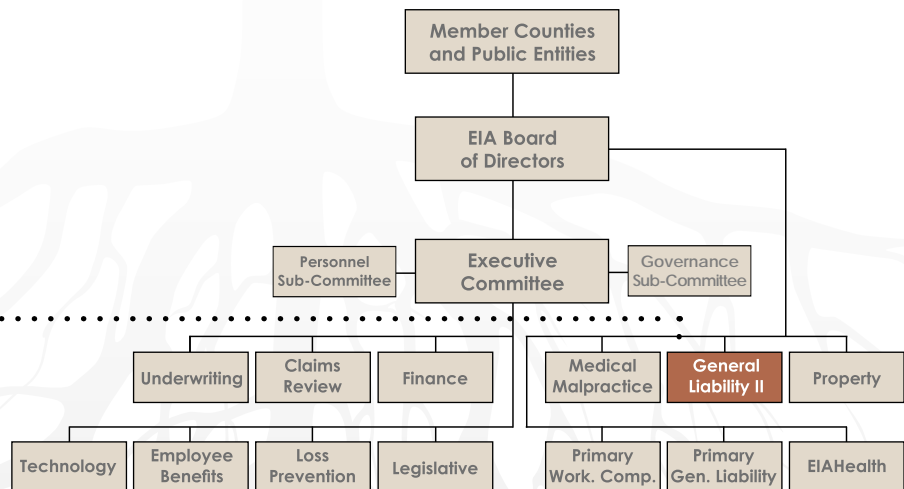 Member Counties
and Public Entities
EIA Board
of Directors
Personnel
Sub-Committee
Executive
Committee
Governance
Sub-Committee
Underwriting
Claims
Review
Finance
Medical
Malpractice
General
Liability II
Property
Technology
Employee
Benefits
Loss
Prevention
Legislative
Primary
Work. Comp.
Primary
Gen. Liability
EIAHealth